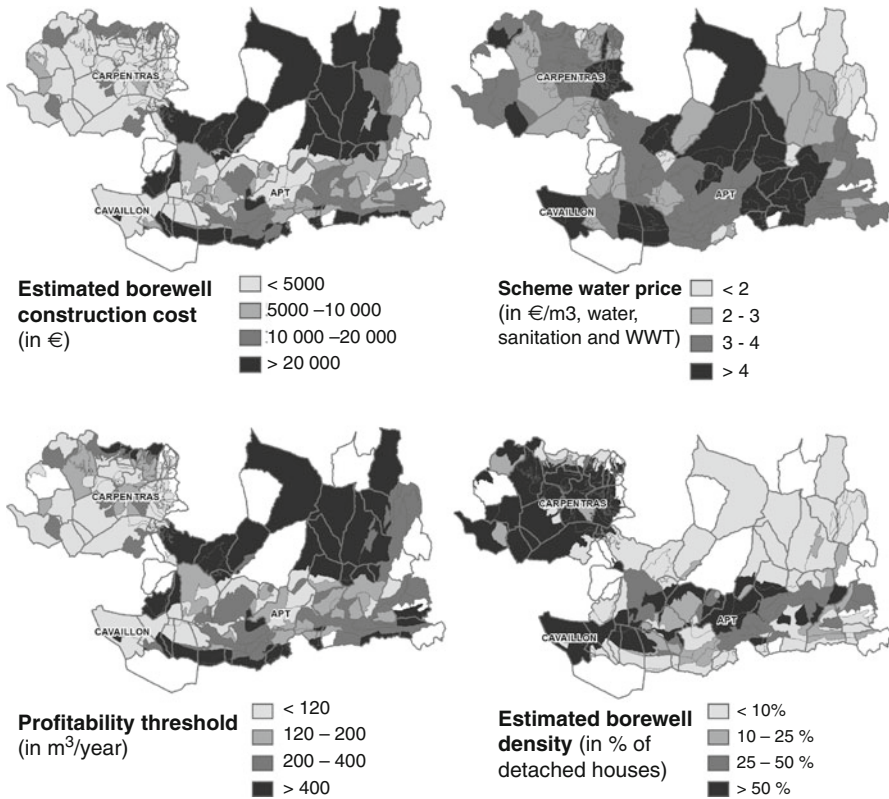 CARPENTRAS
APT
CAVAILLON
Estimated borewell
construction cost
(in €)
< 5000
5000 –10 000
10 000 –20 000
> 20 000
CARPENTRAS
APT
CAVAILLON
Scheme water price
(in €/m3, water,
sanitation and WWT)
< 2
2 - 3
3 - 4
> 4
CARPENTRAS
APT
CAVAILLON
Profitability threshold
(in m³/year)
< 120
120 – 200
200 – 400
> 400
CARPENTRAS
APT
CAVAILLON
Estimated borewell
density (in % of
detached houses)
< 10%
10 – 25 %
25 – 50 %
> 50 %